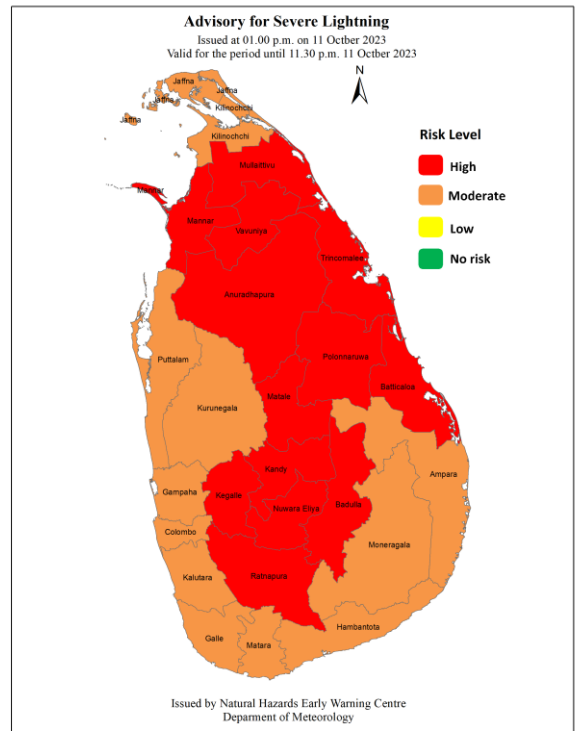 Advisory for Severe Lightning
Issued at 01.00 p.m. on 11 Octber 2023
Valid for the period until 11.30 p.m. 11 Octber 2023
N
Jaffna
Jaffna
Jaffna
Jaffna
Kilinochchi
Kilinochchi
Risk Level
High
Moderate
Low
No risk
Mullaitivu
Mannar
Mannar
Vavuniya
Trincomalee
Anuradhapura
Puttalam
Polonnaruwa
Batticaloa
Matale
Kurunegala
Kandy
Ampara
Gampaha
Kegalle
Nuwara Eliya
Badulla
Colombo
Moneragala
Kalutara
Ratnapura
Hambantota
Galle
Matara
Issued by Natural Hazards Early Warning Centre
Deparment of Meteorology